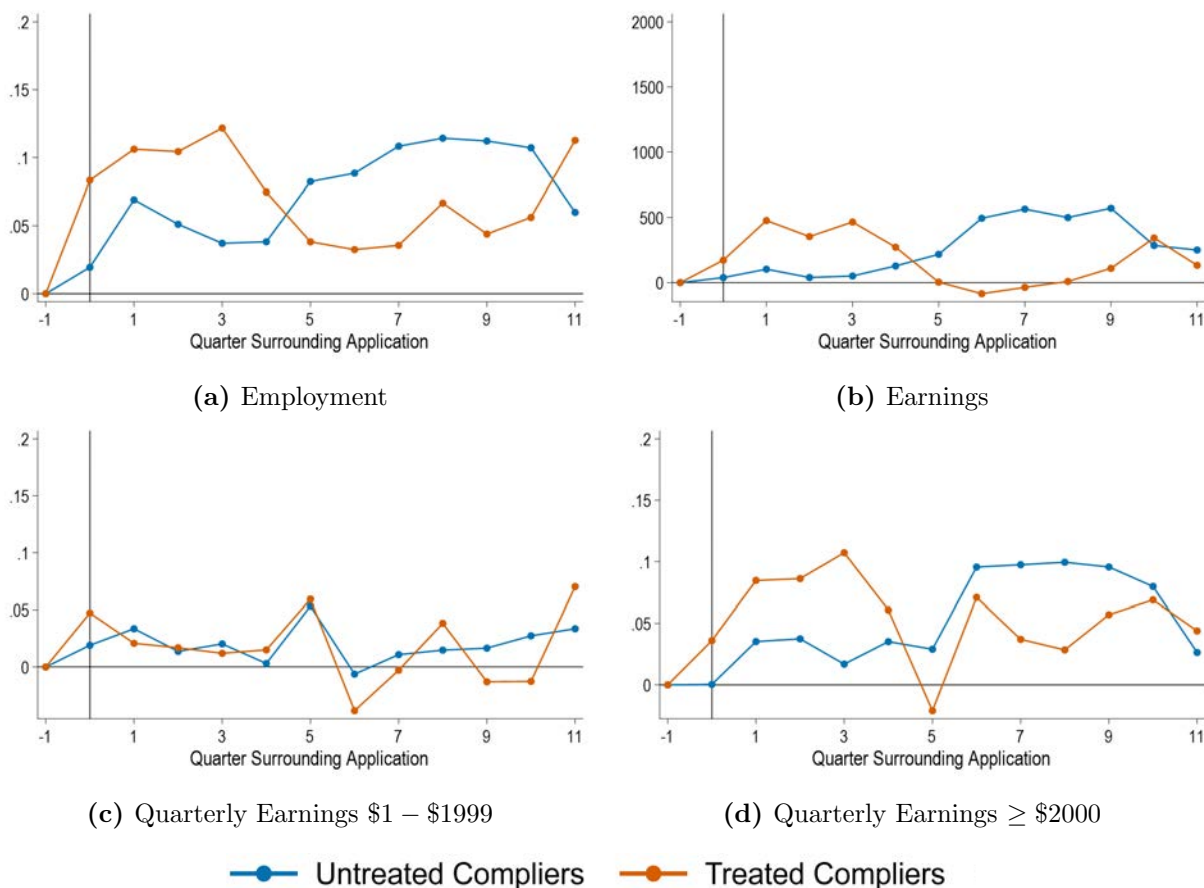 .2
.15
.1
.05
0
-1 1 3 5 7 9 11
Quarter Surrounding Application
(a) Employment
2000
1500
1000
500
0
-1 1 3 5 7 9 11
Quarter Surrounding Application
(b) Earnings
.2
.15
.1
.05
0
-1 1 3 5 7 9 11
Quarter Surrounding Application
(c) Quarterly Earnings $1 – $1999
.2
.15
.1
.05
0
-1 1 3 5 7 9 11
Quarter Surrounding Application
(d) Quarterly Earnings ≥ $2000
Untreated Compliers Treated Compliers